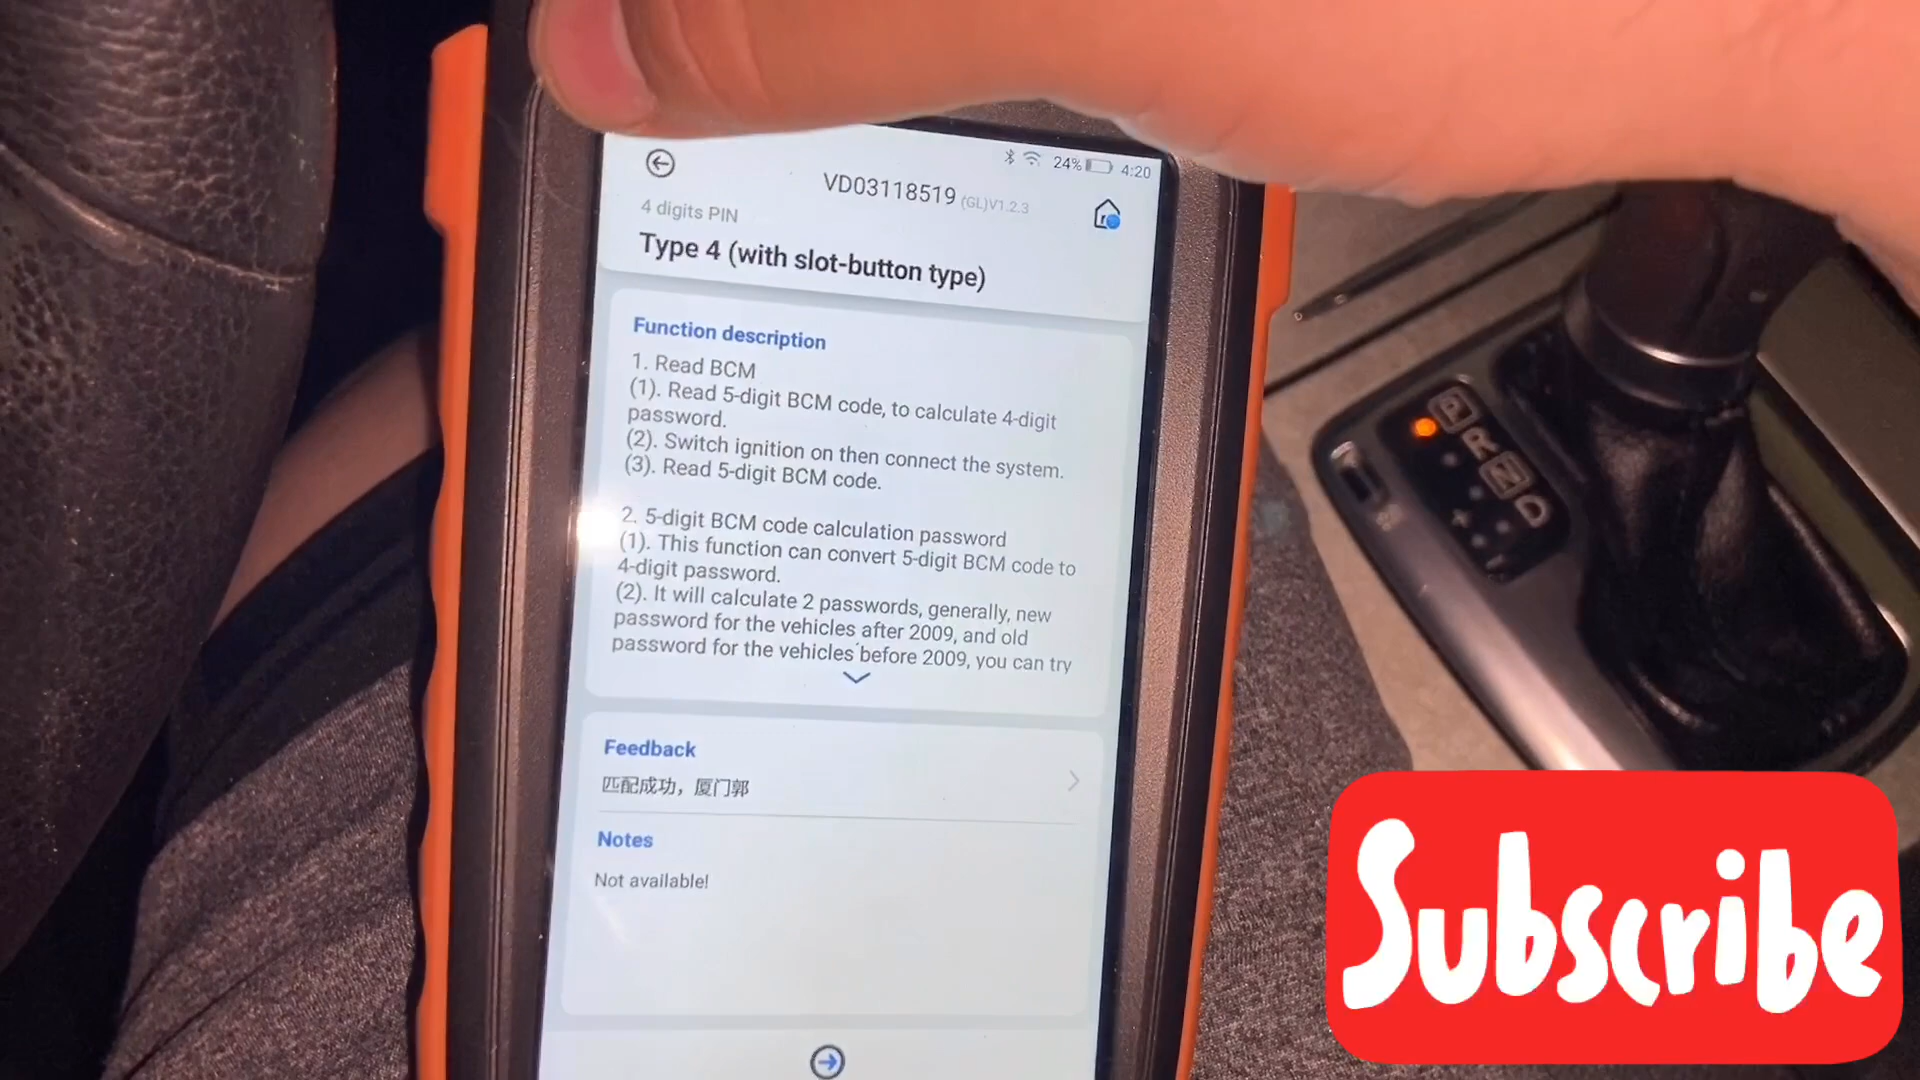 24% 4:20
VD03118519 (GL)V1.2.3
4 digits PIN
Type 4 (with slot-button type)
Function description
1. Read BCM
(1). Read 5-digit BCM code, to calculate 4-digit
password.
(2). Switch ignition on then connect the system.
(3). Read 5-digit BCM code.
2. 5-digit BCM code calculation password
(1). This function can convert 5-digit BCM code to
4-digit password.
(2). It will calculate 2 passwords, generally, new
password for the vehicles after 2009, and old
password for the vehicles before 2009, you can try
Feedback
匹配成功，厦门郭
Notes
Not available!
P
R
N
D
+
-
Subscribe